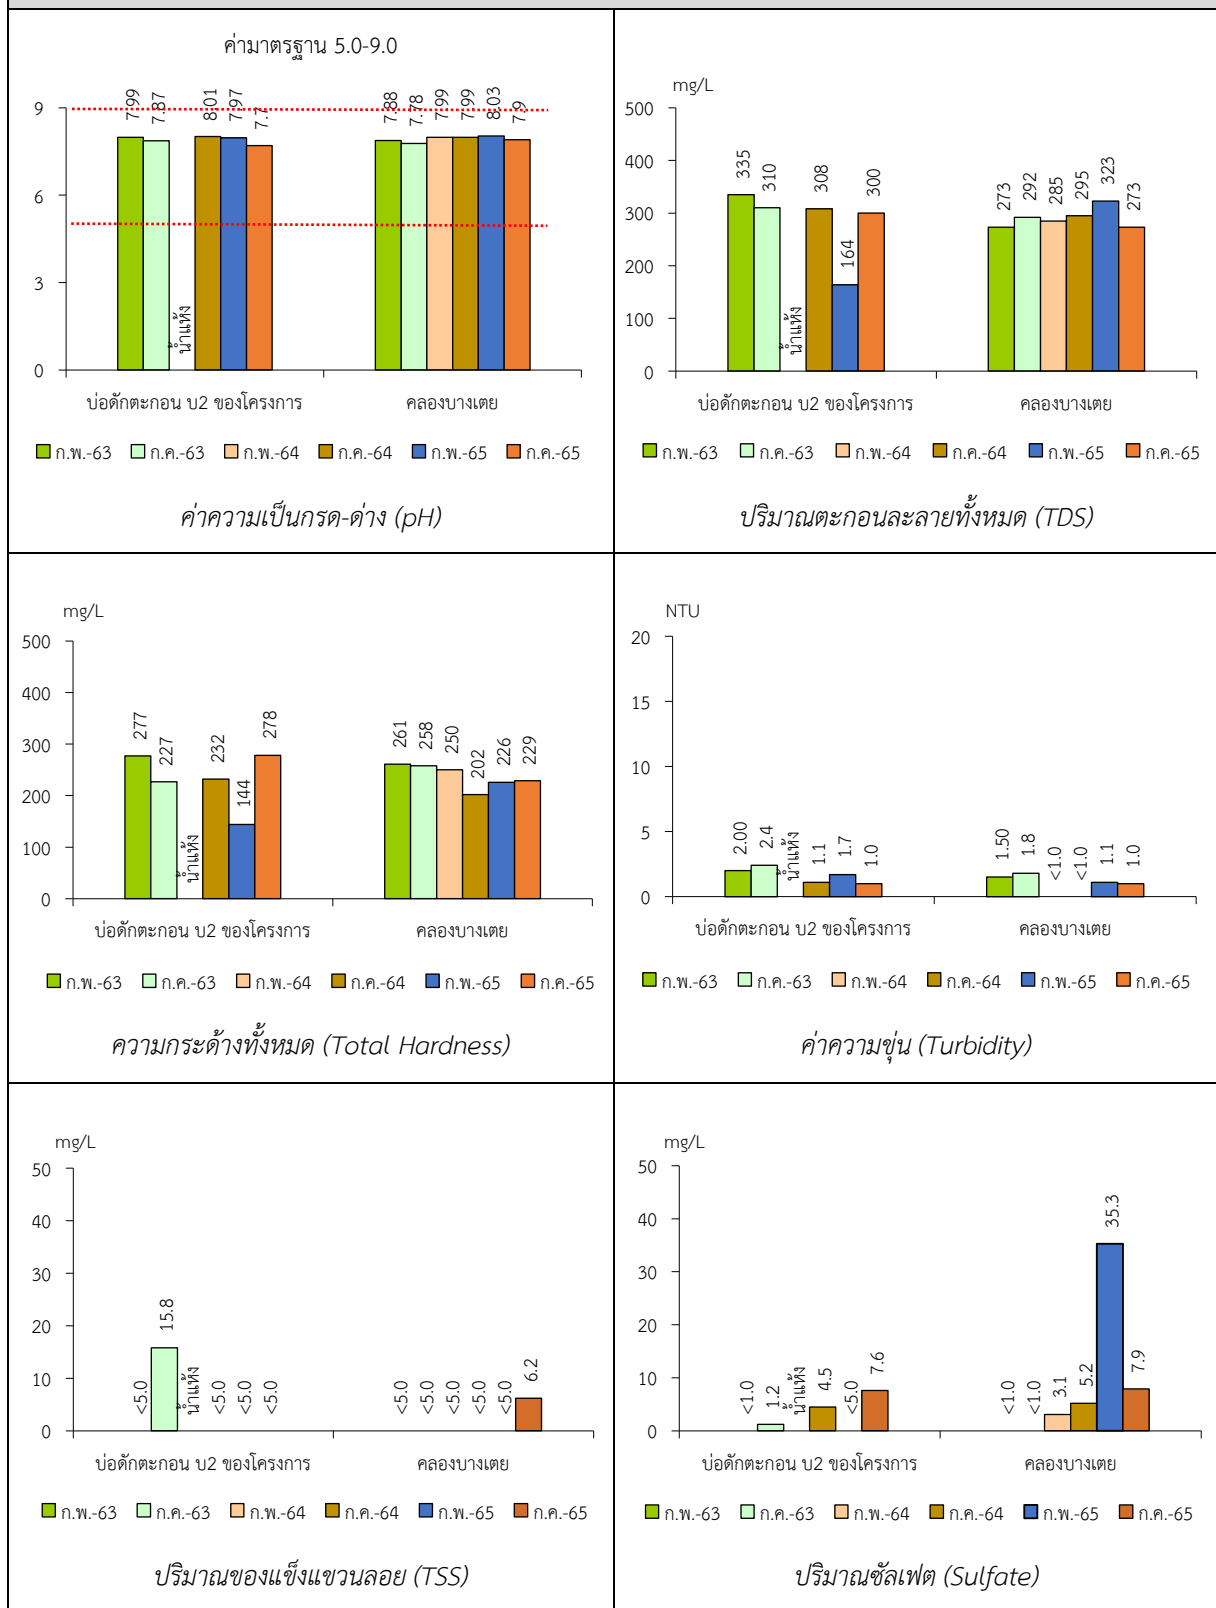 ค่ามาตรฐาน 5.0-9.0
7.99 7.87 8.01 7.97 7.7 7.88 7.78 7.99 7.99 8.03 7.9
9
6
3
0
น้ำแห้ง
บ่อดักตะกอน บ2 ของโครงการ คลองบางเตย
ก.พ.-63 ก.ค.-63 ก.พ.-64 ก.ค.-64 ก.พ.-65 ก.ค.-65
ค่าความเป็นกรด-ด่าง (pH)
mg/L
500
400
300
200
100
0
335 310 น้ำแห้ง 308 164 300 273 292 285 295 323 273
บ่อดักตะกอน บ2 ของโครงการ คลองบางเตย
ก.พ.-63 ก.ค.-63 ก.พ.-64 ก.ค.-64 ก.พ.-65 ก.ค.-65
ปริมาณตะกอนละลายทั้งหมด (TDS)
mg/L
500
400
300
200
100
0
277 227 น้ำแห้ง 232 144 278 261 258 250 202 226 229
บ่อดักตะกอน บ2 ของโครงการ คลองบางเตย
ก.พ.-63 ก.ค.-63 ก.พ.-64 ก.ค.-64 ก.พ.-65 ก.ค.-65
ความกระด้างทั้งหมด (Total Hardness)
NTU
20
15
10
5
0
2.00 2.4 น้ำแห้ง 1.1 1.7 1.0 1.50 1.8 <1.0 <1.0 1.1 1.0
บ่อดักตะกอน บ2 ของโครงการ คลองบางเตย
ก.พ.-63 ก.ค.-63 ก.พ.-64 ก.ค.-64 ก.พ.-65 ก.ค.-65
ค่าความขุ่น (Turbidity)
mg/L
50
40
30
20
10
0
<5.0 15.8 น้ำแห้ง <5.0 <5.0 <5.0 <5.0 <5.0 <5.0 <5.0 <5.0 6.2
บ่อดักตะกอน บ2 ของโครงการ คลองบางเตย
ก.พ.-63 ก.ค.-63 ก.พ.-64 ก.ค.-64 ก.พ.-65 ก.ค.-65
ปริมาณของแข็งแขวนลอย (TSS)
mg/L
50
40
30
20
10
0
<1.0 1.2 น้ำแห้ง 4.5 <5.0 7.6 <1.0 <1.0 3.1 5.2 35.3 7.9
บ่อดักตะกอน บ2 ของโครงการ คลองบางเตย
ก.พ.-63 ก.ค.-63 ก.พ.-64 ก.ค.-64 ก.พ.-65 ก.ค.-65
ปริมาณซัลเฟต (Sulfate)